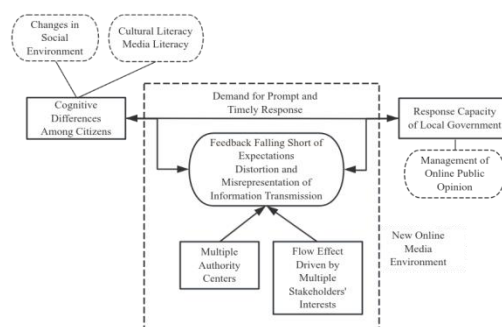 Changes in
Social
Environment
Cultural Literacy
Media Literacy
Cognitive
Differences
Among Citizens
Demand for Prompt and
Timely Response
Response Capacity
of Local Government
Feedback Falling Short of
Expectations
Distortion and
Misrepresentation of
Information Transmission
Management of
Online Public
Opinion
Multiple
Authority
Centers
Flow Effect
Driven by
Multiple
Stakeholders'
Interests
New Online
Media
Environment